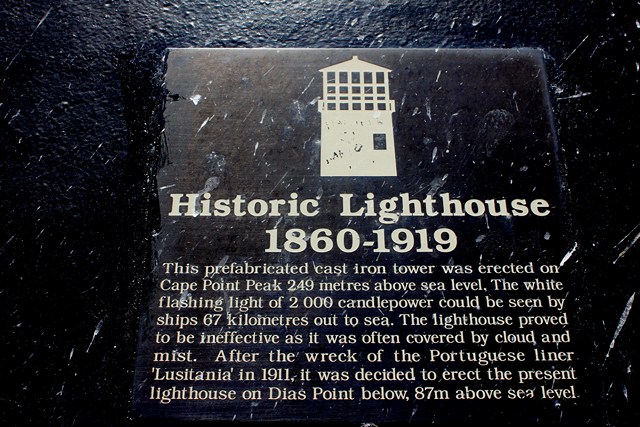 Historic Lighthouse
1860-1919
This prefabricated cast iron tower was erected on
Cape Point Peak 249 metres above sea level. The white
flashing light of 2 000 candlepower could be seen by
ships 67 kilometres out to sea. The lighthouse proved
to be ineffective as it was often covered by cloud and
mist. After the wreck of the Portuguese liner
'Lusitania' in 1911, it was decided to erect the present
lighthouse on Dias Point below, 87m above sea level.